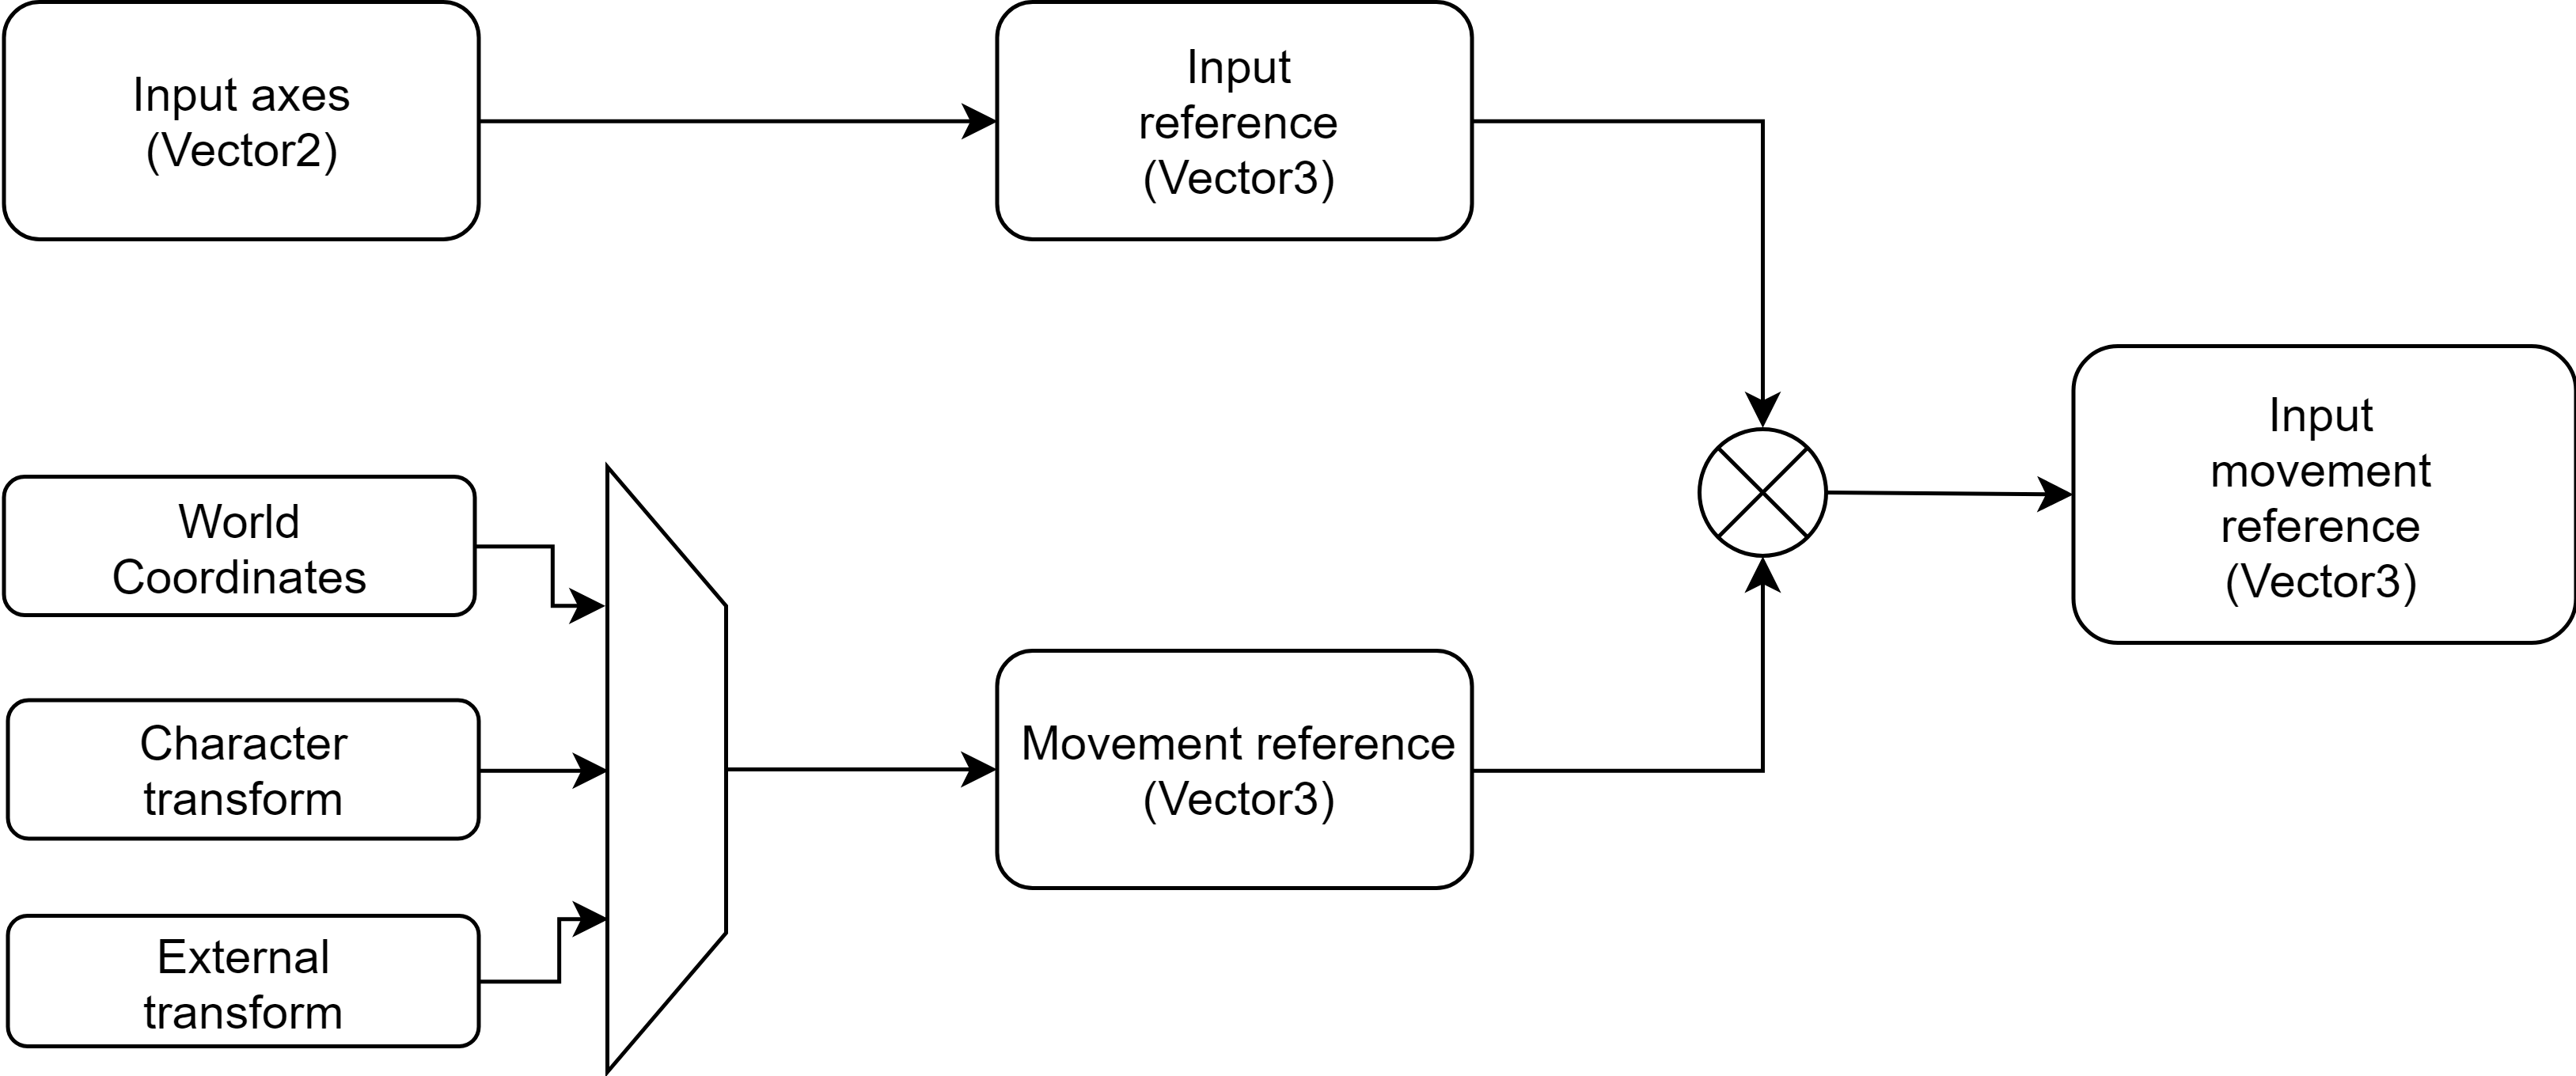 Input axes
(Vector2)
Input
reference
(Vector3)
Input
movement
reference
(Vector3)
World
Coordinates
Character
transform
Movement reference
(Vector3)
External
transform